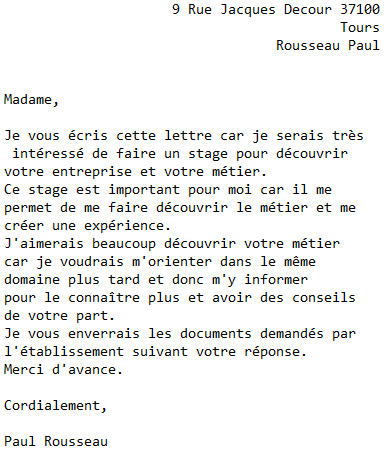 9 Rue Jacques Decour 37100
Tours
Rousseau Paul
Madame,
Je vous écris cette lettre car je serais très
intéressé de faire un stage pour découvrir
votre entreprise et votre métier.
Ce stage est important pour moi car il me
permet de me faire découvrir le métier et me
créer une expérience.
J'aimerais beaucoup découvrir votre métier
car je voudrais m'orienter dans le même
domaine plus tard et donc m'y informer
pour le connaître plus et avoir des conseils
de votre part.
Je vous enverrais les documents demandés par
l'établissement suivant votre réponse.
Merci d'avance.
Cordialement,
Paul Rousseau